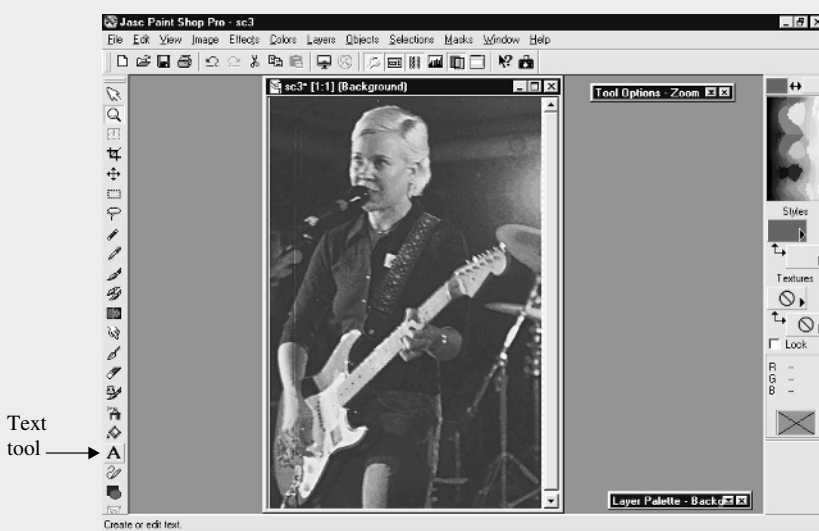 Jasc Paint Shop Pro - sc3
File Edit View Image Effects Colors Layers Objects Selections Masks Window Help
sc3* [1:1] (Background)
Tool Options - Zoom
Styles
Textures
Lock
R --
G --
B --
Text
tool
A
Layer Palette - Backg
Create or edit text.